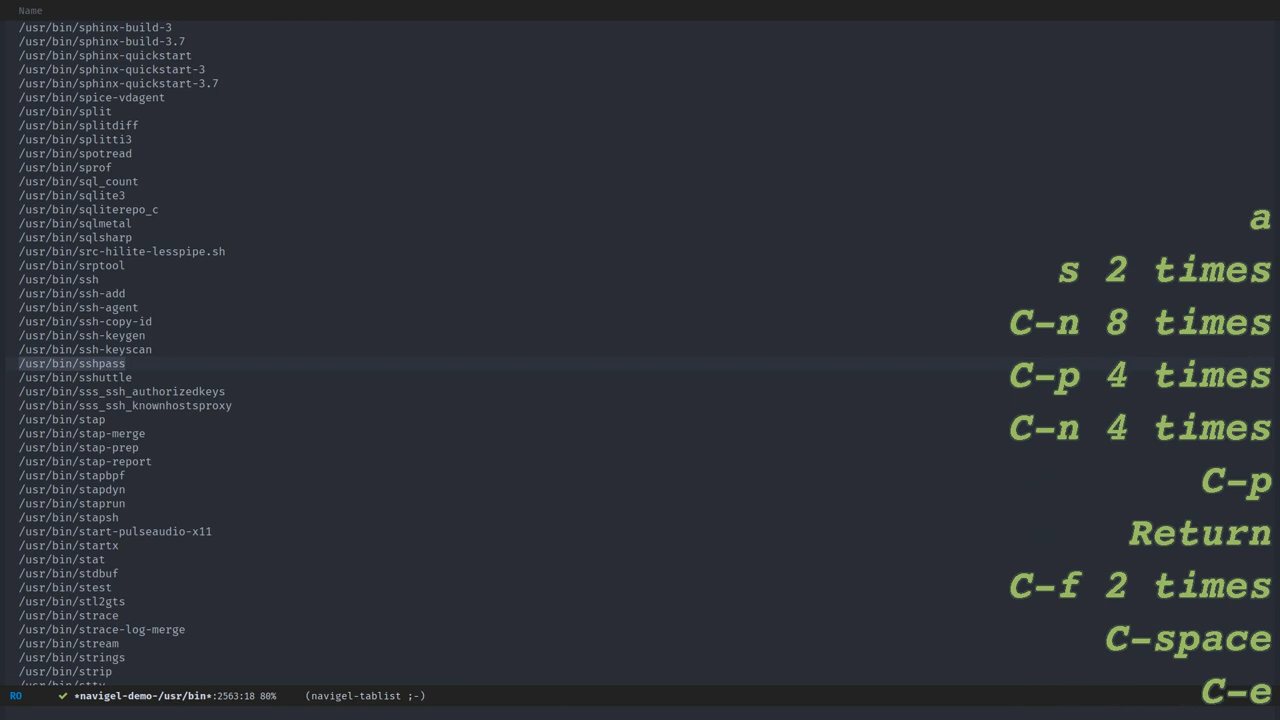 Name
/usr/bin/sphinx-build-3
/usr/bin/sphinx-build-3.7
/usr/bin/sphinx-quickstart
/usr/bin/sphinx-quickstart-3
/usr/bin/sphinx-quickstart-3.7
/usr/bin/spice-vdagent
/usr/bin/split
/usr/bin/splitdiff
/usr/bin/splitti3
/usr/bin/spotread
/usr/bin/sprof
/usr/bin/sql_count
/usr/bin/sqlite3
/usr/bin/sqliterepo_c
/usr/bin/sqlmetal
/usr/bin/sqlsharp
/usr/bin/src-hilite-lesspipe.sh
/usr/bin/srptool
/usr/bin/ssh
/usr/bin/ssh-add
/usr/bin/ssh-agent
/usr/bin/ssh-copy-id
/usr/bin/ssh-keygen
/usr/bin/ssh-keyscan
/usr/bin/sshpass
/usr/bin/sshuttle
/usr/bin/sss_ssh_authorizedkeys
/usr/bin/sss_ssh_knownhostsproxy
/usr/bin/stap
/usr/bin/stap-merge
/usr/bin/stap-prep
/usr/bin/stap-report
/usr/bin/stapbpf
/usr/bin/stapdyn
/usr/bin/staprun
/usr/bin/stapsh
/usr/bin/start-pulseaudio-x11
/usr/bin/startx
/usr/bin/stat
/usr/bin/stdbuf
/usr/bin/stest
/usr/bin/stl2gts
/usr/bin/strace
/usr/bin/strace-log-merge
/usr/bin/stream
/usr/bin/strings
/usr/bin/strip
RO ✔ *navigel-demo-/usr/bin*:2563:18 80% (navigel-tablist ;-)
a
s 2 times
C-n 8 times
C-p 4 times
C-n 4 times
C-p
Return
C-f 2 times
C-space
C-e